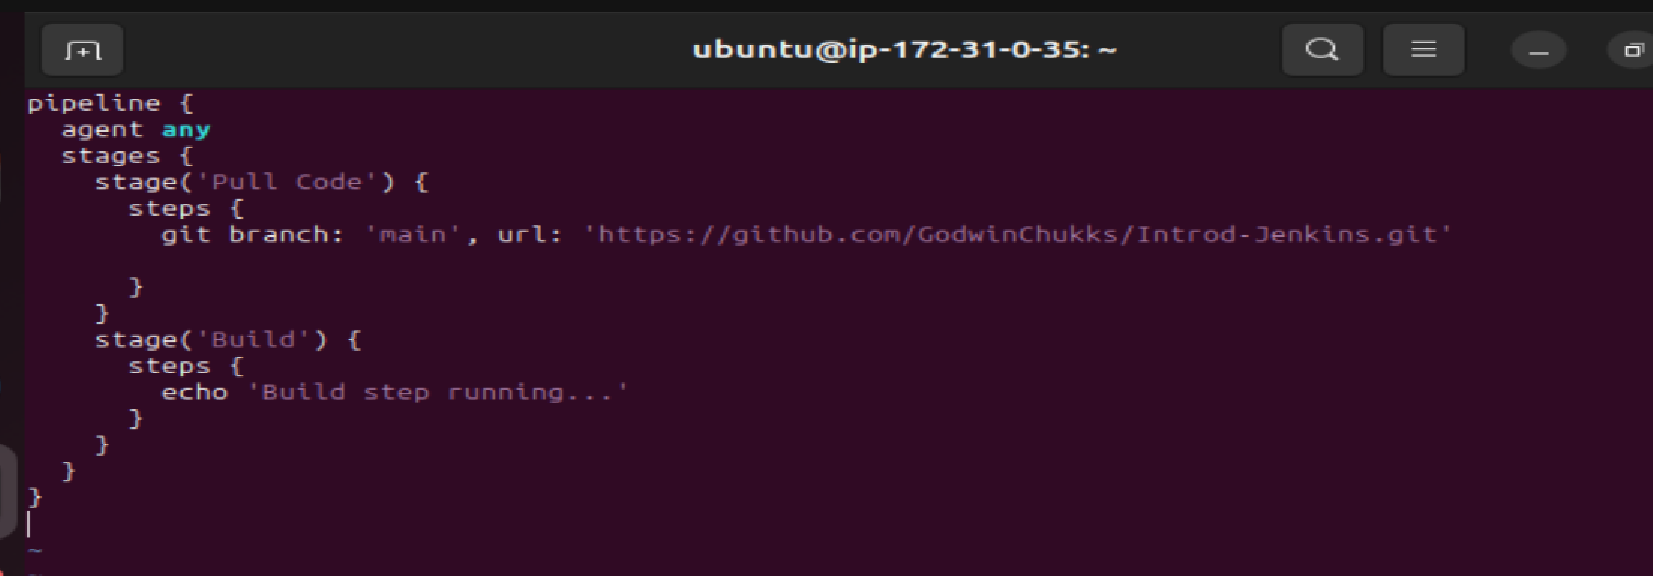 ubuntu@ip-172-31-0-35: ~
pipeline {
  agent any
  stages {
    stage('Pull Code') {
      steps {
        git branch: 'main', url: 'https://github.com/GodwinChukks/Introd-Jenkins.git'

      }
    }
    stage('Build') {
      steps {
        echo 'Build step running...'
      }
    }
  }
}
~